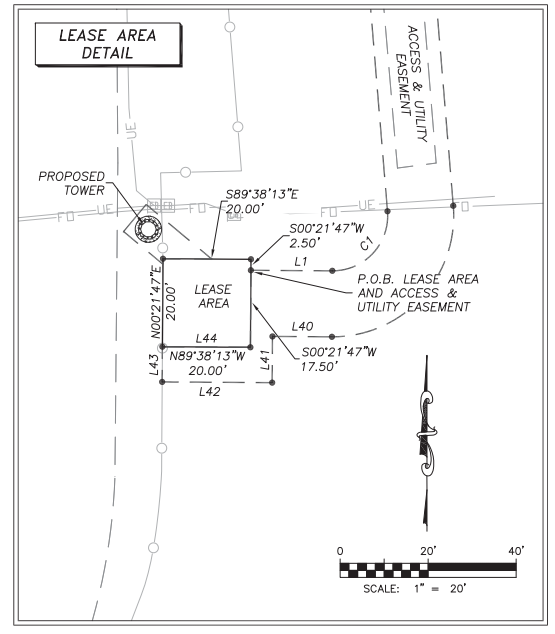 LEASE AREA
DETAIL
ACCESS & UTILITY
EASEMENT
UE
PROPOSED
TOWER
FO
UE
FO
UE
FO
S89°38'13"E
20.00'
S00°21'47"W
2.50'
C1
L1
P.O.B. LEASE AREA
AND ACCESS &
UTILITY EASEMENT
LEASE
AREA
N00°21'47"E
20.00'
L40
L44
L41
S00°21'47"W
17.50'
N89°38'13"W
20.00'
L43
L42
0
20'
40'
SCALE: 1" = 20'